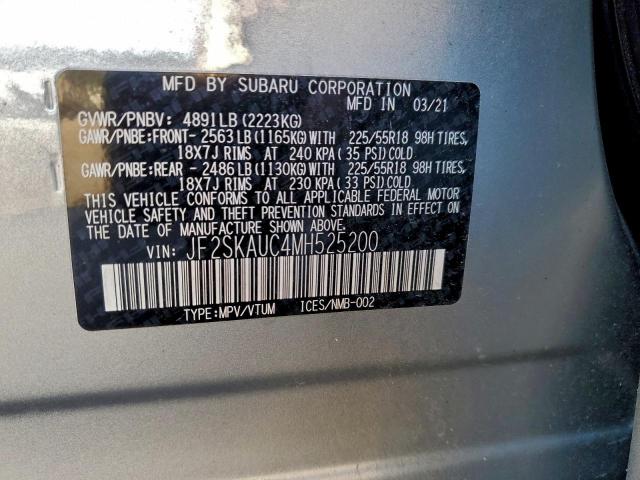 MFD BY SUBARU CORPORATION
MFD IN 03/21
GVWR/PNBV: 4891LB(2223KG)
GAWR/PNBE:FRONT-2563LB(1165KG)WITH 225/55R18 98H TIRES,
18X7J RIMS AT 240 KPA(35 PSI)COLD
GAWR/PNBE:REAR -2486LB(1130KG)WITH 225/55R18 98H TIRES,
18X7J RIMS AT 230 KPA(33 PSI)COLD
THIS VEHICLE CONFORMS TO ALL APPLICABLE FEDERAL MOTOR
VEHICLE SAFETY AND THEFT PREVENTION STANDARDS IN EFFECT ON
THE DATE OF MANUFACTURE SHOWN ABOVE.
VIN: JF2SKAUC4MH525200
TYPE:MPV/VTUM ICES/NMB-002